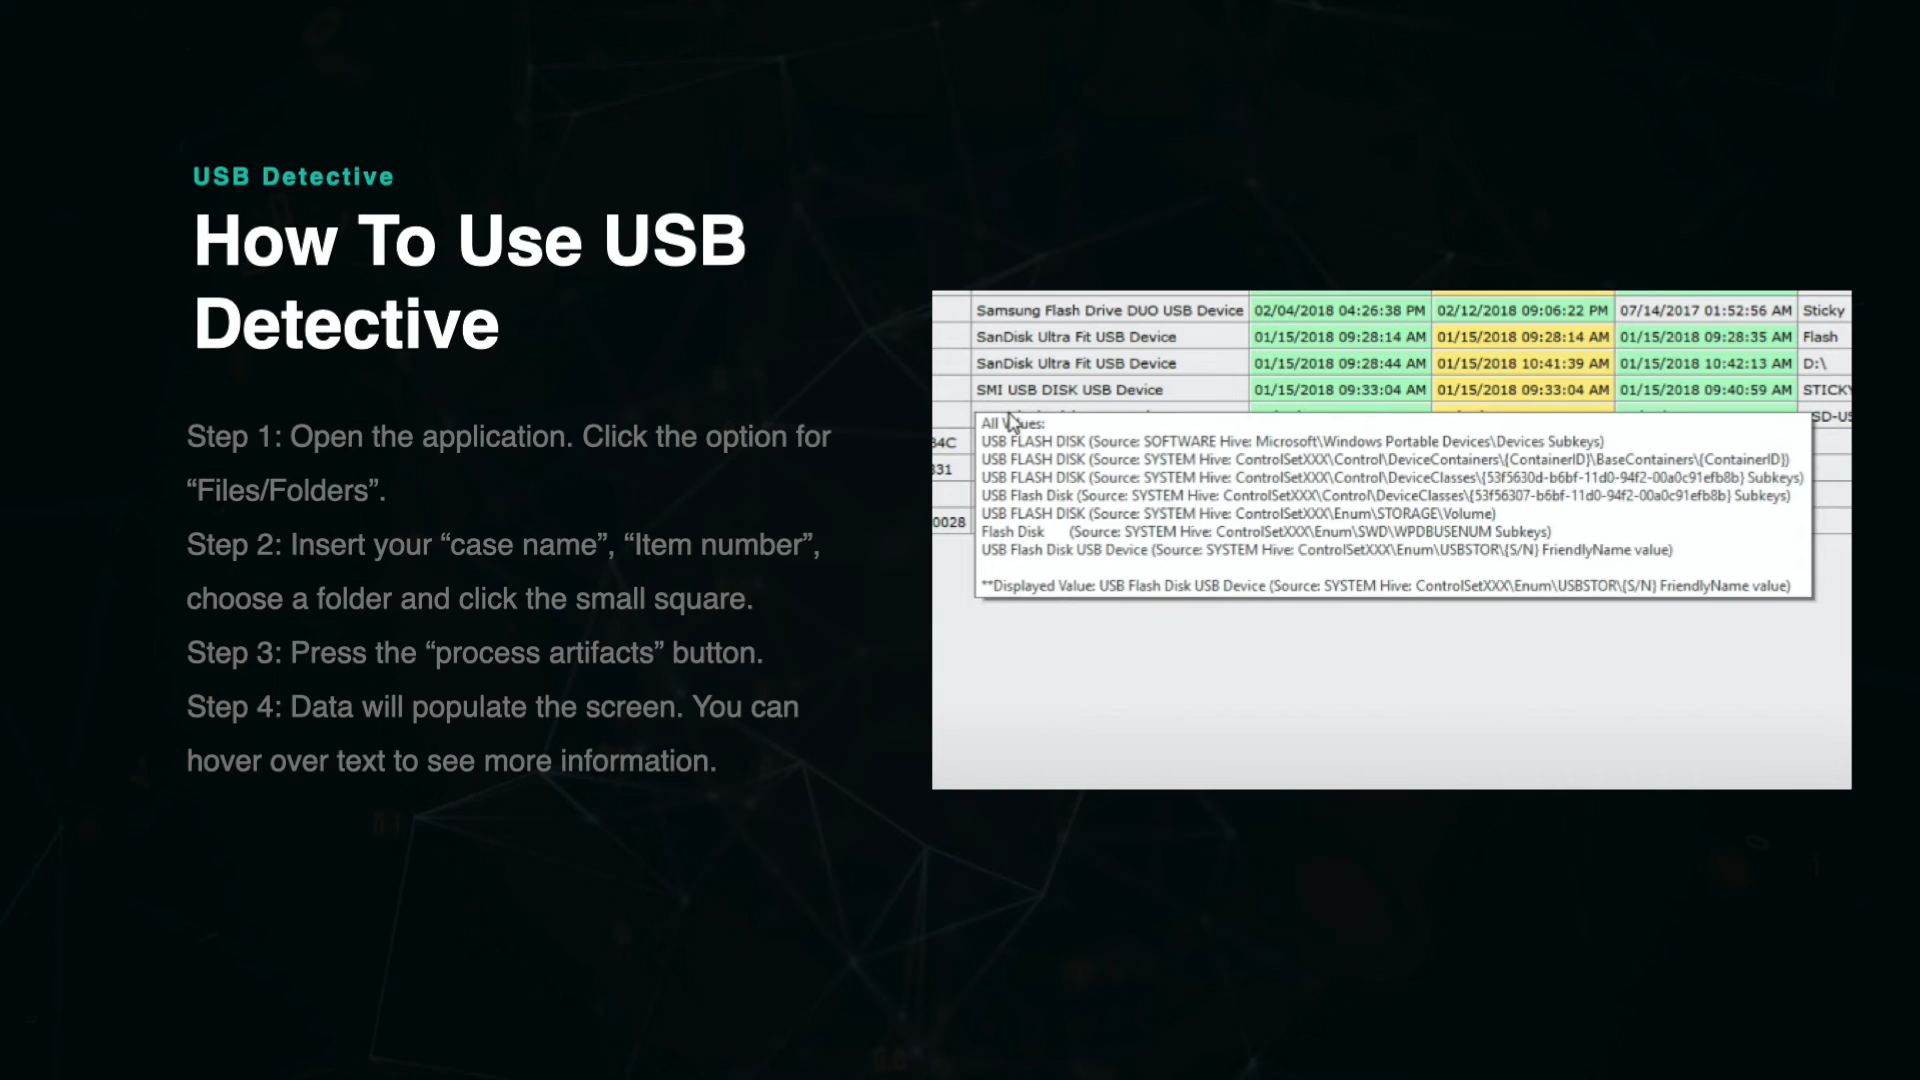 USB Detective
How To Use USB
Detective
Step 1: Open the application. Click the option for
“Files/Folders”.
Step 2: Insert your “case name”, “Item number”,
choose a folder and click the small square.
Step 3: Press the “process artifacts” button.
Step 4: Data will populate the screen. You can
hover over text to see more information.
Samsung Flash Drive DUO USB Device 02/04/2018 04:26:38 PM 02/12/2018 09:06:22 PM 07/14/2017 01:52:56 AM Sticky
SanDisk Ultra Fit USB Device 01/15/2018 09:28:14 AM 01/15/2018 09:28:14 AM 01/15/2018 09:28:35 AM Flash
SanDisk Ultra Fit USB Device 01/15/2018 09:28:44 AM 01/15/2018 10:41:39 AM 01/15/2018 10:42:13 AM D:\
SMI USB DISK USB Device 01/15/2018 09:33:04 AM 01/15/2018 09:33:04 AM 01/15/2018 09:40:59 AM STICKY
SD-US
All Values:
84C
USB FLASH DISK (Source: SOFTWARE Hive: Microsoft\Windows Portable Devices\Devices Subkeys)
USB FLASH DISK (Source: SYSTEM Hive: ControlSetXXX\Control\DeviceContainers\{ContainerID}\BaseContainers\{ContainerID})
331
USB FLASH DISK (Source: SYSTEM Hive: ControlSetXXX\Control\DeviceClasses\{53f5630d-b6bf-11d0-94f2-00a0c91efb8b} Subkeys)
USB Flash Disk (Source: SYSTEM Hive: ControlSetXXX\Control\DeviceClasses\{53f56307-b6bf-11d0-94f2-00a0c91efb8b} Subkeys)
USB FLASH DISK (Source: SYSTEM Hive: ControlSetXXX\Enum\STORAGE\Volume)
0028
Flash Disk (Source: SYSTEM Hive: ControlSetXXX\Enum\SWD\WPDBUSENUM Subkeys)
USB Flash Disk USB Device (Source: SYSTEM Hive: ControlSetXXX\Enum\USBSTOR\{S/N} FriendlyName value)
**Displayed Value: USB Flash Disk USB Device (Source: SYSTEM Hive: ControlSetXXX\Enum\USBSTOR\{S/N} FriendlyName value)